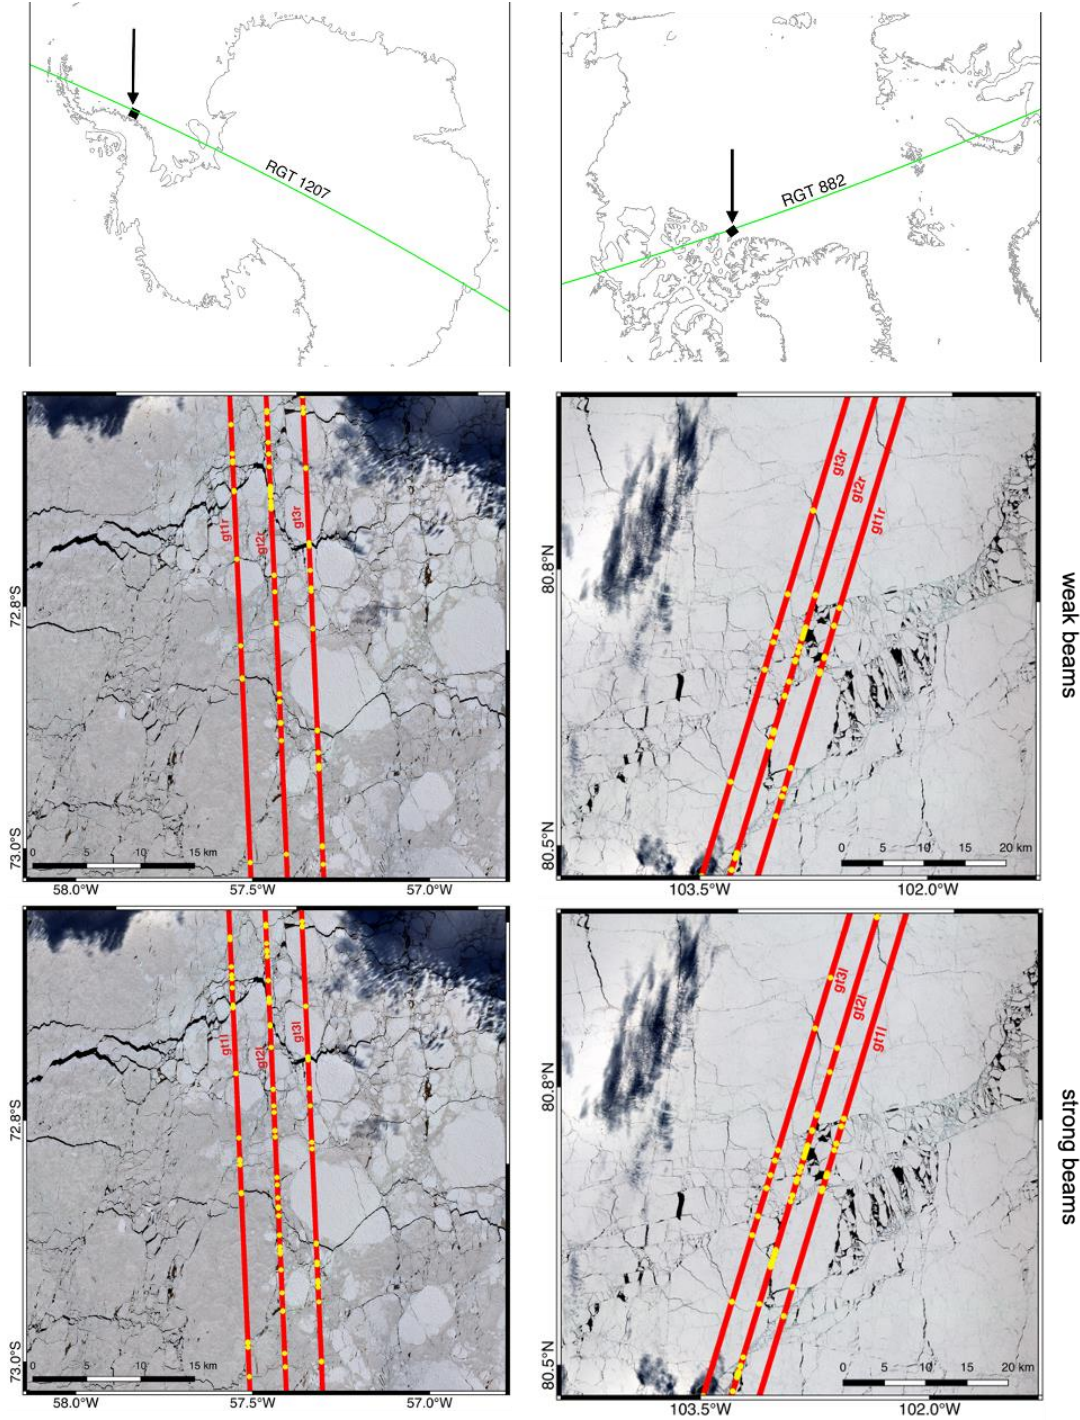 RGT 1207
RGT 882
gt1r
gt2r
gt3r
72.8°S
73.0°S
0 5 10 15 km
58.0°W 57.5°W 57.0°W
gt3r
gt2r
gt1r
80.8°N
80.5°N
0 5 10 15 20 km
103.5°W 102.0°W
weak beams
gt1l
gt2l
gt3l
72.8°S
73.0°S
0 5 10 15 km
58.0°W 57.5°W 57.0°W
gt3l
gt2l
gt1l
80.8°N
80.5°N
0 5 10 15 20 km
103.5°W 102.0°W
strong beams